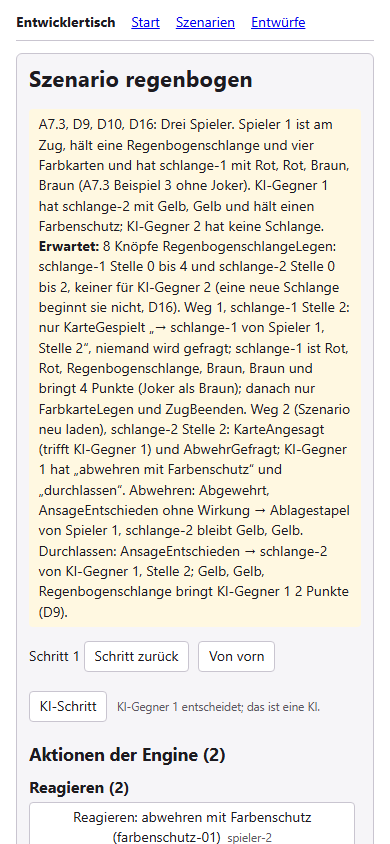 Entwicklertisch Start Szenarien Entwürfe
Szenario regenbogen
A7.3, D9, D10, D16: Drei Spieler. Spieler 1 ist am
Zug, hält eine Regenbogenschlange und vier
Farbkarten und hat schlange-1 mit Rot, Rot, Braun,
Braun (A7.3 Beispiel 3 ohne Joker). KI-Gegner 1
hat schlange-2 mit Gelb, Gelb und hält einen
Farbenschutz; KI-Gegner 2 hat keine Schlange.
Erwartet: 8 Knöpfe RegenbogenschlangeLegen:
schlange-1 Stelle 0 bis 4 und schlange-2 Stelle 0
bis 2, keiner für KI-Gegner 2 (eine neue Schlange
beginnt sie nicht, D16). Weg 1, schlange-1 Stelle 2:
nur KarteGespielt „→ schlange-1 von Spieler 1,
Stelle 2“, niemand wird gefragt; schlange-1 ist Rot,
Rot, Regenbogenschlange, Braun, Braun und
bringt 4 Punkte (Joker als Braun); danach nur
FarbkarteLegen und ZugBeenden. Weg 2 (Szenario
neu laden), schlange-2 Stelle 2: KarteAngesagt
(trifft KI-Gegner 1) und AbwehrGefragt; KI-Gegner
1 hat „abwehren mit Farbenschutz“ und
„durchlassen“. Abwehren: Abgewehrt,
AnsageEntschieden ohne Wirkung → Ablagestapel
von Spieler 1, schlange-2 bleibt Gelb, Gelb.
Durchlassen: AnsageEntschieden → schlange-2
von KI-Gegner 1, Stelle 2; Gelb, Gelb,
Regenbogenschlange bringt KI-Gegner 1 2 Punkte
(D9).
Schritt 1 Schritt zurück Von vorn
KI-Schritt KI-Gegner 1 entscheidet; das ist eine KI.
Aktionen der Engine (2)
Reagieren (2)
Reagieren: abwehren mit Farbenschutz
(farbenschutz-01) spieler-2